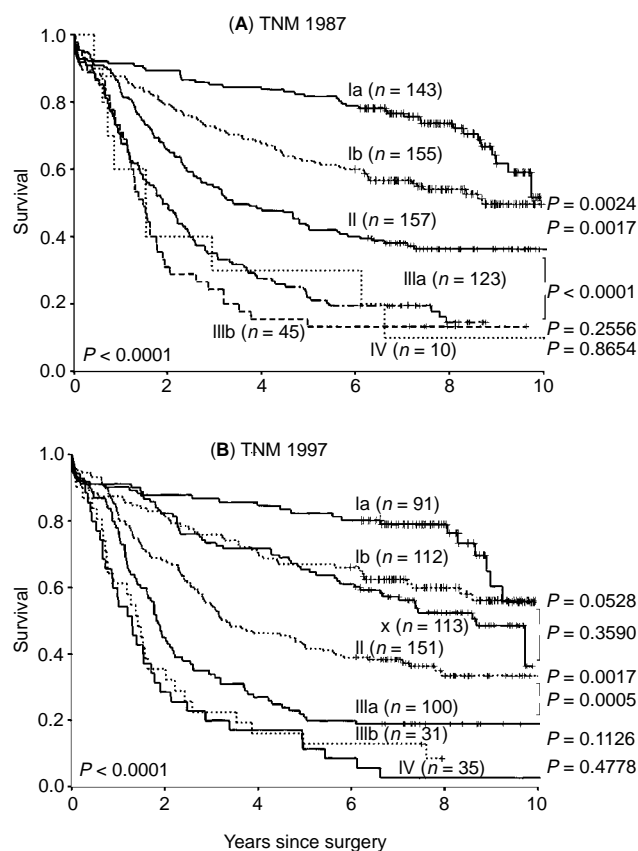 (A) TNM 1987
1.0
0.8
0.6
0.4
0.2
0.0
Survival
Ia (n = 143)
Ib (n = 155)
II (n = 157)
IIIa (n = 123)
IIIb (n = 45)
IV (n = 10)
P < 0.0001
P = 0.0024
P = 0.0017
P < 0.0001
P = 0.2556
P = 0.8654
0 2 4 6 8 10
(B) TNM 1997
1.0
0.8
0.6
0.4
0.2
0.0
Survival
Ia (n = 91)
Ib (n = 112)
x (n = 113)
II (n = 151)
IIIa (n = 100)
IIIb (n = 31)
IV (n = 35)
P < 0.0001
P = 0.0528
P = 0.3590
P = 0.0017
P = 0.0005
P = 0.1126
P = 0.4778
0 2 4 6 8 10
Years since surgery